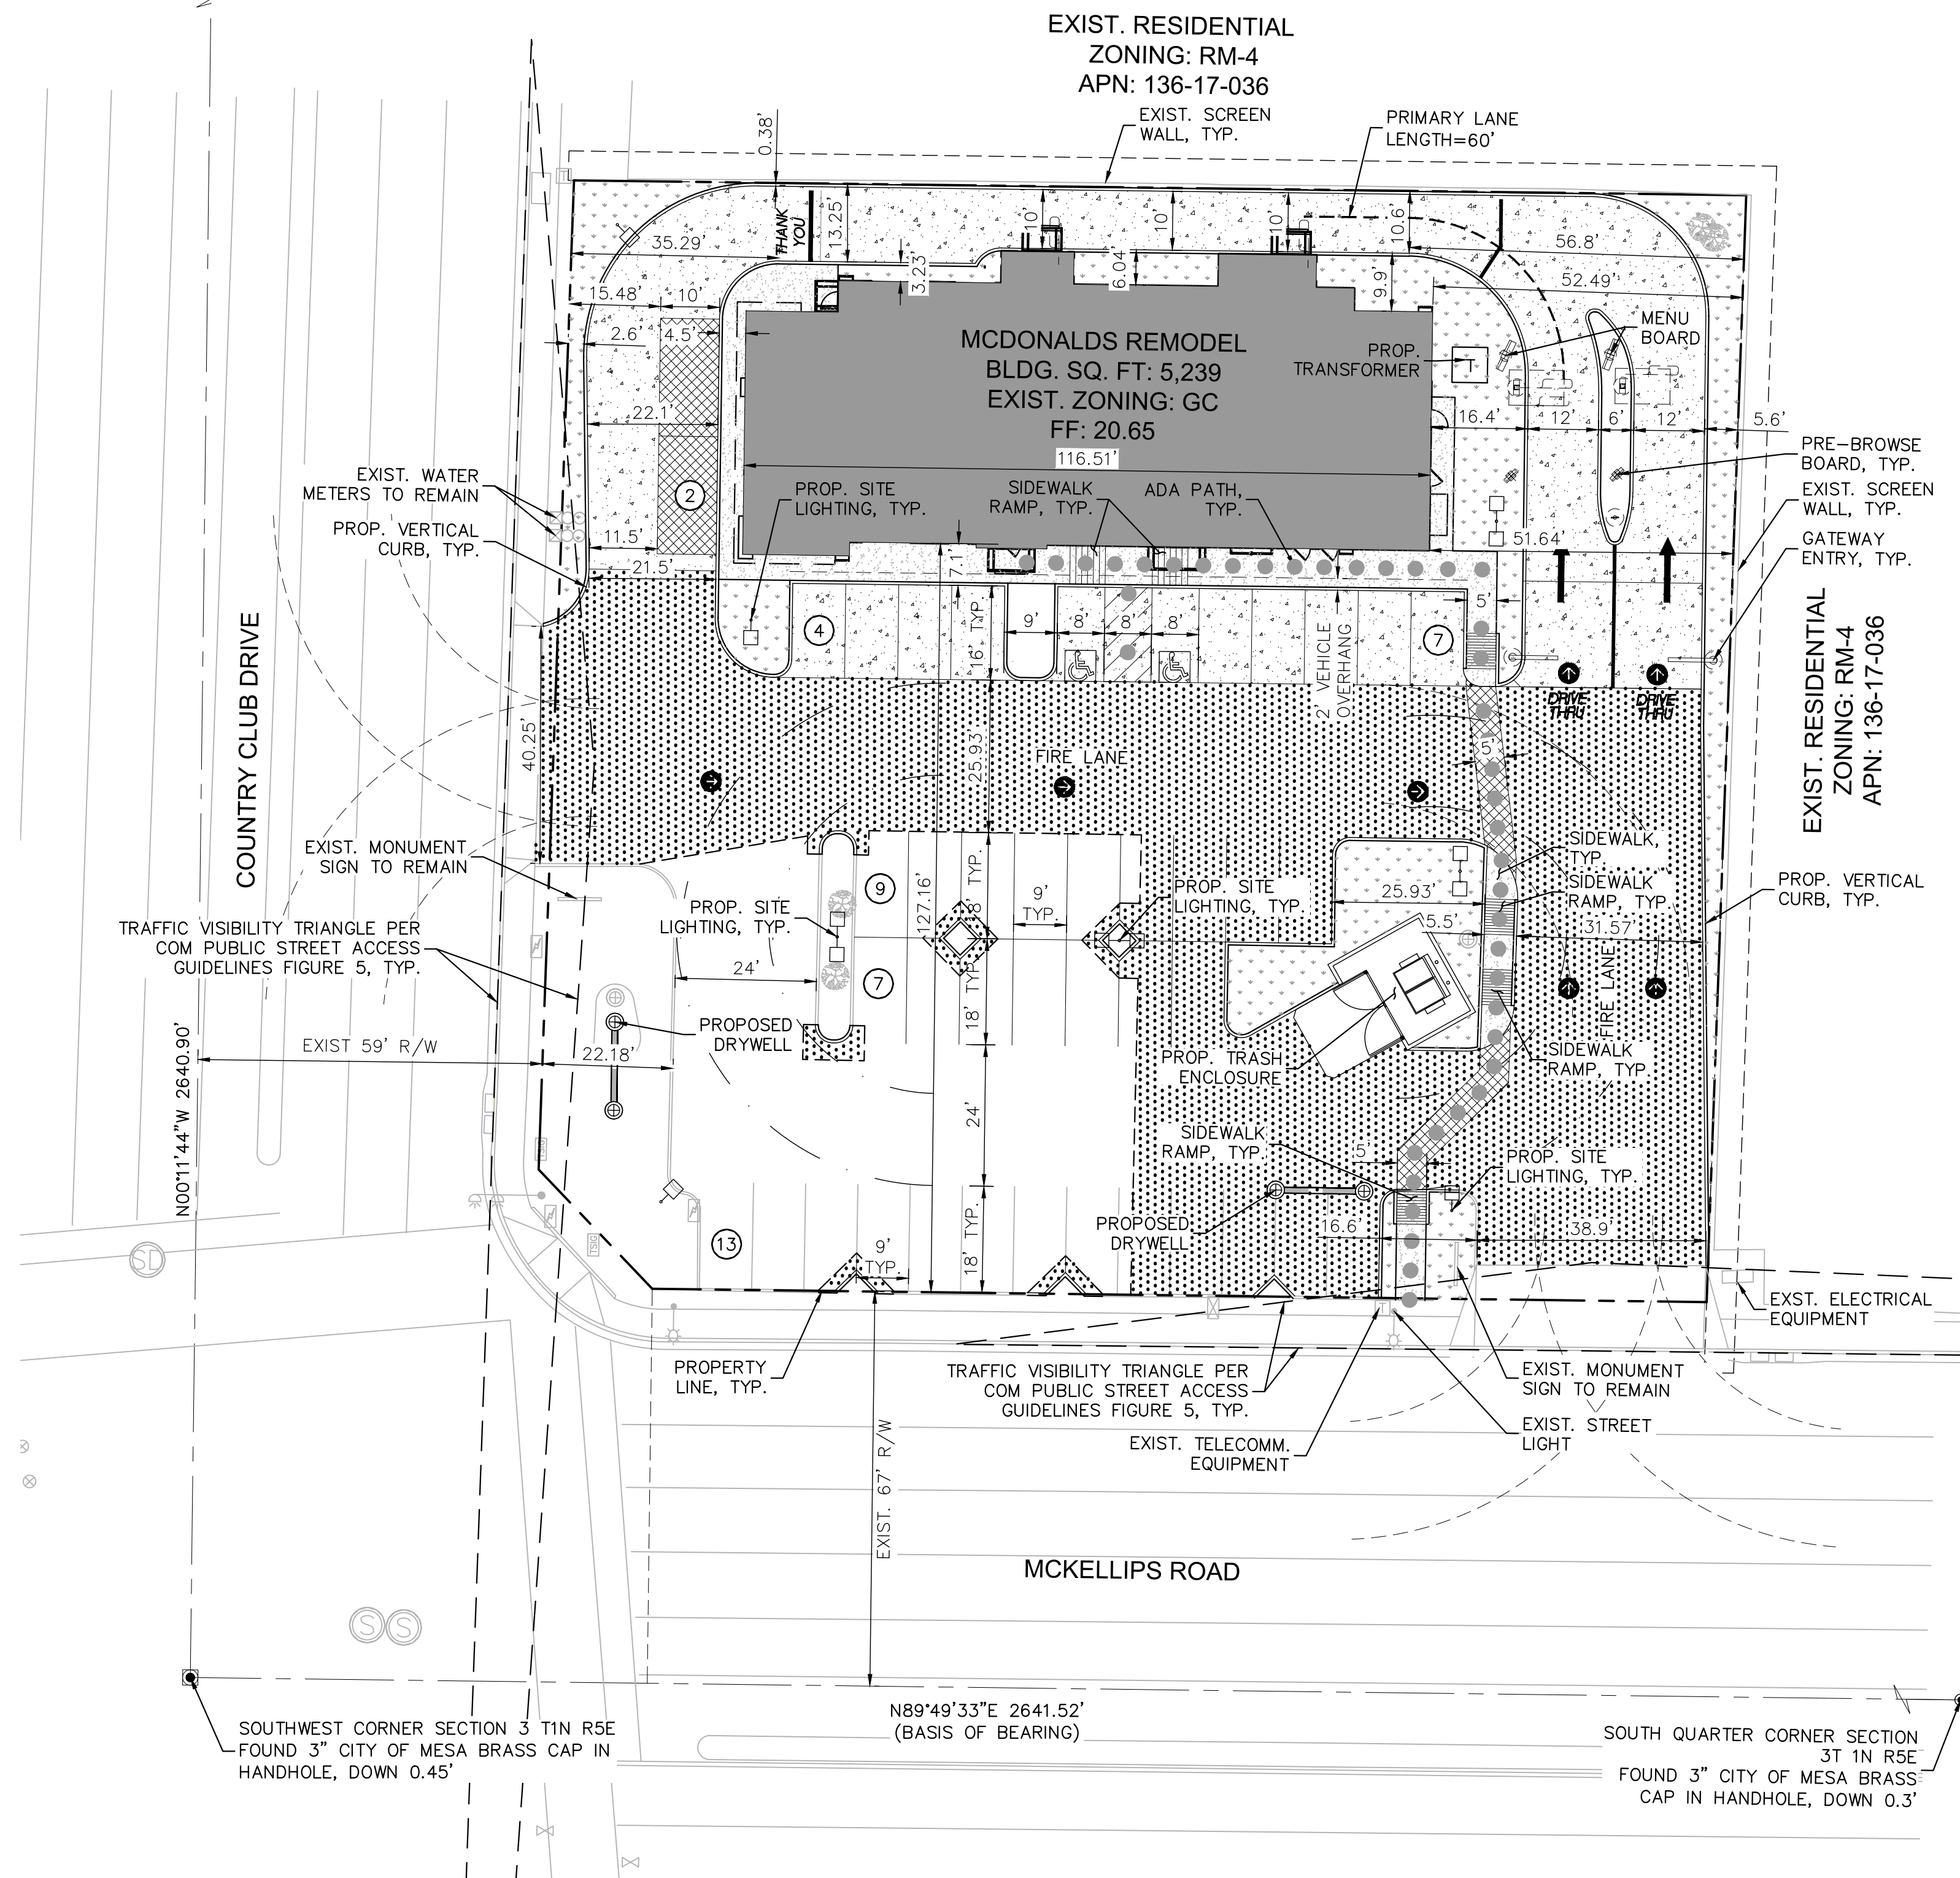 EXIST. RESIDENTIAL
ZONING: RM-4
APN: 136-17-036
EXIST. SCREEN
WALL, TYP.
PRIMARY LANE
LENGTH=60'
0.38'
THANK
YOU
13.25'
10'
10'
10'
10.6'
35.29'
56.8'
3.23'
6.04'
9.9'
52.49'
15.48'
10'
2.6'
4.5'
MENU
BOARD
MCDONALDS REMODEL
BLDG. SQ. FT: 5,239
EXIST. ZONING: GC
FF: 20.65
PROP.
TRANSFORMER
22.1'
16.4'
12'
6'
12'
5.6'
116.51'
PRE-BROWSE
BOARD, TYP.
EXIST. WATER
METERS TO REMAIN
2
PROP. SITE
LIGHTING, TYP.
SIDEWALK
RAMP, TYP.
ADA PATH,
TYP.
EXIST. SCREEN
WALL, TYP.
PROP. VERTICAL
CURB, TYP.
11.5'
51.64'
GATEWAY
ENTRY, TYP.
21.5'
7.1'
5'
EXIST. RESIDENTIAL
ZONING: RM-4
APN: 136-17-036
COUNTRY CLUB DRIVE
4
16' TYP.
9'
8'
8'
8'
2' VEHICLE
OVERHANG
7
DRIVE
THRU
DRIVE
THRU
40.25'
25.93'
FIRE LANE
5'
EXIST. MONUMENT
SIGN TO REMAIN
SIDEWALK,
TYP.
SIDEWALK
RAMP, TYP.
PROP. VERTICAL
CURB, TYP.
9
127.16'
18' TYP.
9'
TYP.
PROP. SITE
LIGHTING, TYP.
25.93'
PROP. SITE
LIGHTING, TYP.
5.5'
31.57'
FIRE LANE
TRAFFIC VISIBILITY TRIANGLE PER
COM PUBLIC STREET ACCESS
GUIDELINES FIGURE 5, TYP.
24'
7
18' TYP.
PROPOSED
DRYWELL
N00°11'44"W 2640.90'
EXIST 59' R/W
22.18'
PROP. TRASH
ENCLOSURE
SIDEWALK
RAMP, TYP.
24'
SIDEWALK
RAMP, TYP.
5'
PROP. SITE
LIGHTING, TYP.
TSIG
TSIG
SD
13
18' TYP.
9'
TYP.
PROPOSED
DRYWELL
16.6'
38.9'
EXST. ELECTRICAL
EQUIPMENT
PROPERTY
LINE, TYP.
TRAFFIC VISIBILITY TRIANGLE PER
COM PUBLIC STREET ACCESS
GUIDELINES FIGURE 5, TYP.
EXIST. MONUMENT
SIGN TO REMAIN
EXIST. STREET
LIGHT
EXIST. TELECOMM.
EQUIPMENT
EXIST. 67' R/W
MCKELLIPS ROAD
S
S
N89°49'33"E 2641.52'
(BASIS OF BEARING)
SOUTHWEST CORNER SECTION 3 T1N R5E
FOUND 3" CITY OF MESA BRASS CAP IN
HANDHOLE, DOWN 0.45'
SOUTH QUARTER CORNER SECTION
3T 1N R5E
FOUND 3" CITY OF MESA BRASS
CAP IN HANDHOLE, DOWN 0.3'